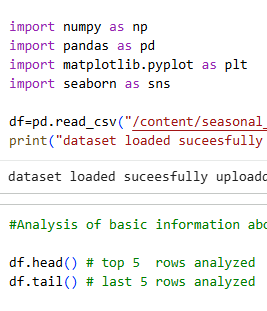 import numpy as np
import pandas as pd
import matplotlib.pyplot as plt
import seaborn as sns
df=pd.read_csv("/content/seasonal_
print("dataset loaded suceesfully
dataset loaded suceesfully uploadd
#Analysis of basic information abo
df.head() # top 5  rows analyzed
df.tail() # last 5 rows analyzed